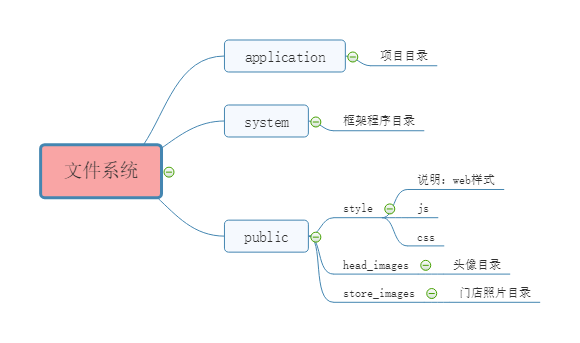 文件系统
application
项目目录
system
框架程序目录
public
style
说明：web样式
js
css
head_images
头像目录
store_images
门店照片目录